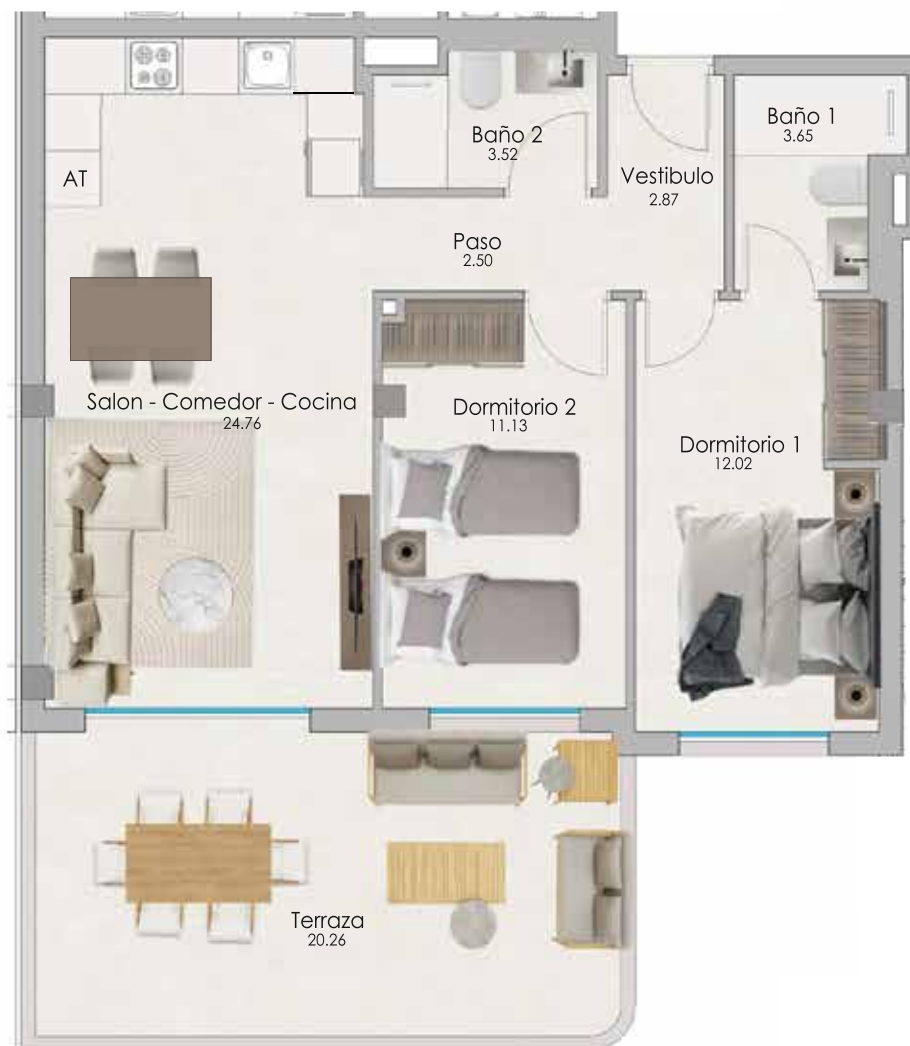 Baño 1
3.65
Baño 2
3.52
Vestibulo
2.87
AT
Paso
2.50
Salon - Comedor - Cocina
24.76
Dormitorio 2
11.13
Dormitorio 1
12.02
Terraza
20.26